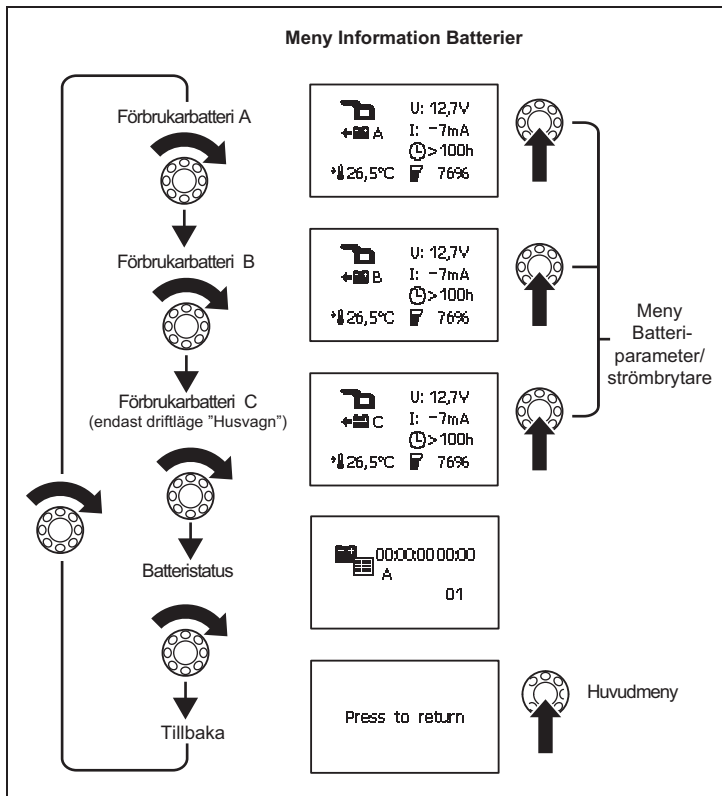 Meny Information Batterier
Förbrukarbatteri A
U: 12,7V
A I: -7mA
>100h
26,5°C 76%
Förbrukarbatteri B
U: 12,7V
B I: -7mA
>100h
26,5°C 76%
Meny
Batteri-
parameter/
strömbrytare
Förbrukarbatteri C
(endast driftläge "Husvagn")
U: 12,7V
C I: -7mA
>100h
26,5°C 76%
Batteristatus
00:00:00 00:00
A
01
Tillbaka
Press to return
Huvudmeny